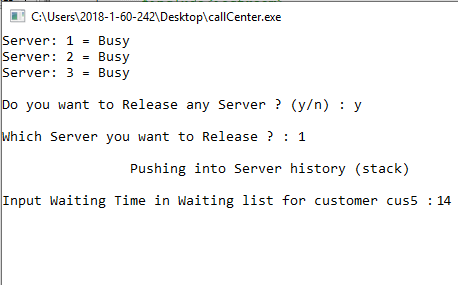 C:\Users\2018-1-60-242\Desktop\callCenter.exe
Server: 1 = Busy
Server: 2 = Busy
Server: 3 = Busy
Do you want to Release any Server ? (y/n) : y
Which Server you want to Release ? : 1
Pushing into Server history (stack)
Input Waiting Time in Waiting list for customer cus5 :14